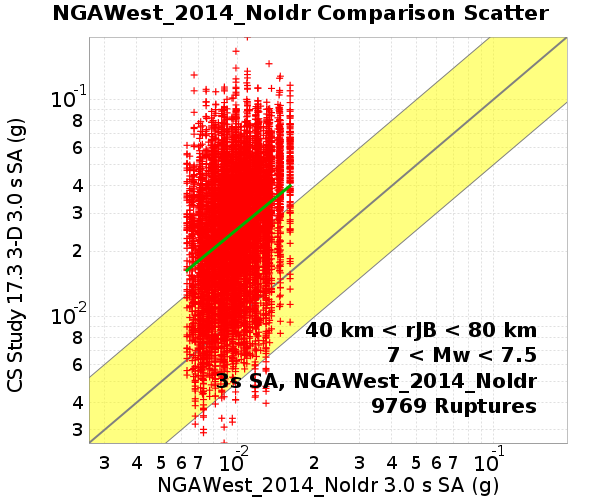 NGAWest_2014_NoIdr Comparison Scatter
CS Study 17.3 3-D 3.0 s SA (g)
10-1
8
6
4
3
2
10-2
8
6
4
3
40 km < rJB < 80 km
7 < Mw < 7.5
3s SA, NGAWest_2014_NoIdr
9769 Ruptures
3 4 5 6 7 10-2 2 3 4 5 6 7 10-1
NGAWest_2014_NoIdr 3.0 s SA (g)